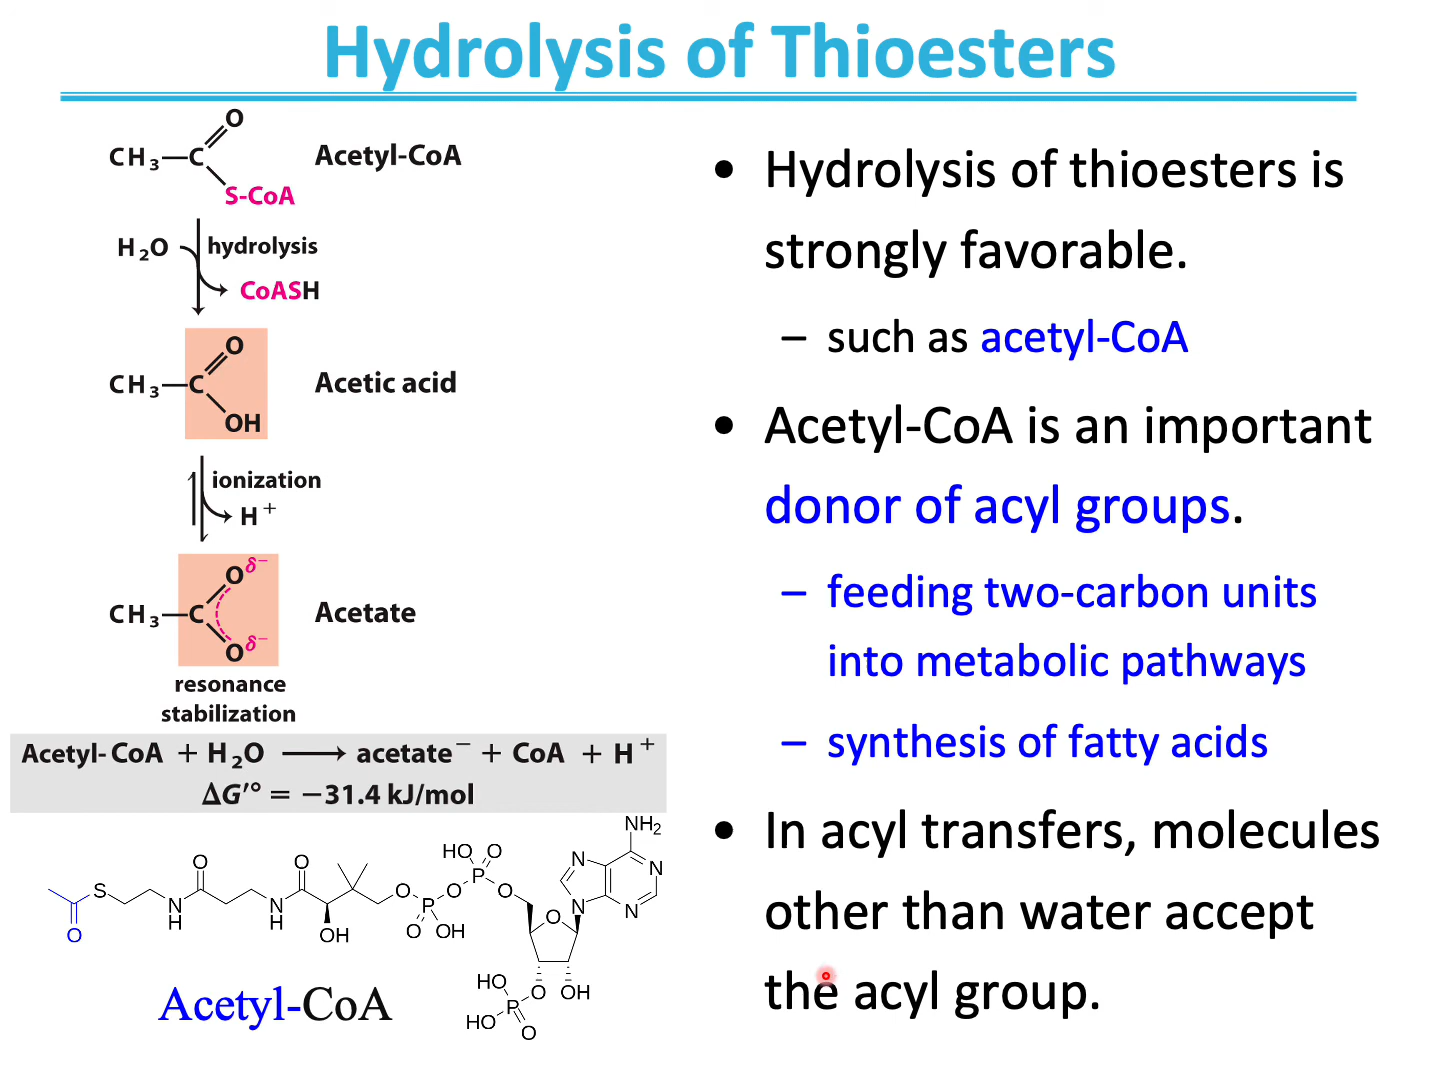 Hydrolysis of Thioesters
CH₃—C
O
S-CoA
Acetyl-CoA
H₂O
hydrolysis
CoASH
CH₃—C
O
OH
Acetic acid
ionization
H⁺
CH₃—C
O δ⁻
O δ⁻
Acetate
resonance
stabilization
Acetyl-CoA + H₂O ⟶ acetate⁻ + CoA + H⁺
ΔG′° = −31.4 kJ/mol
O
S
N
H
O
N
H
O
OH
O
P
O
OH
O
HO
O
P
O
O
N
N
N
N
NH₂
OH
O
HO
P
HO
O
Acetyl-CoA
• Hydrolysis of thioesters is
strongly favorable.
– such as acetyl-CoA
• Acetyl-CoA is an important
donor of acyl groups.
– feeding two-carbon units
into metabolic pathways
– synthesis of fatty acids
• In acyl transfers, molecules
other than water accept
the acyl group.